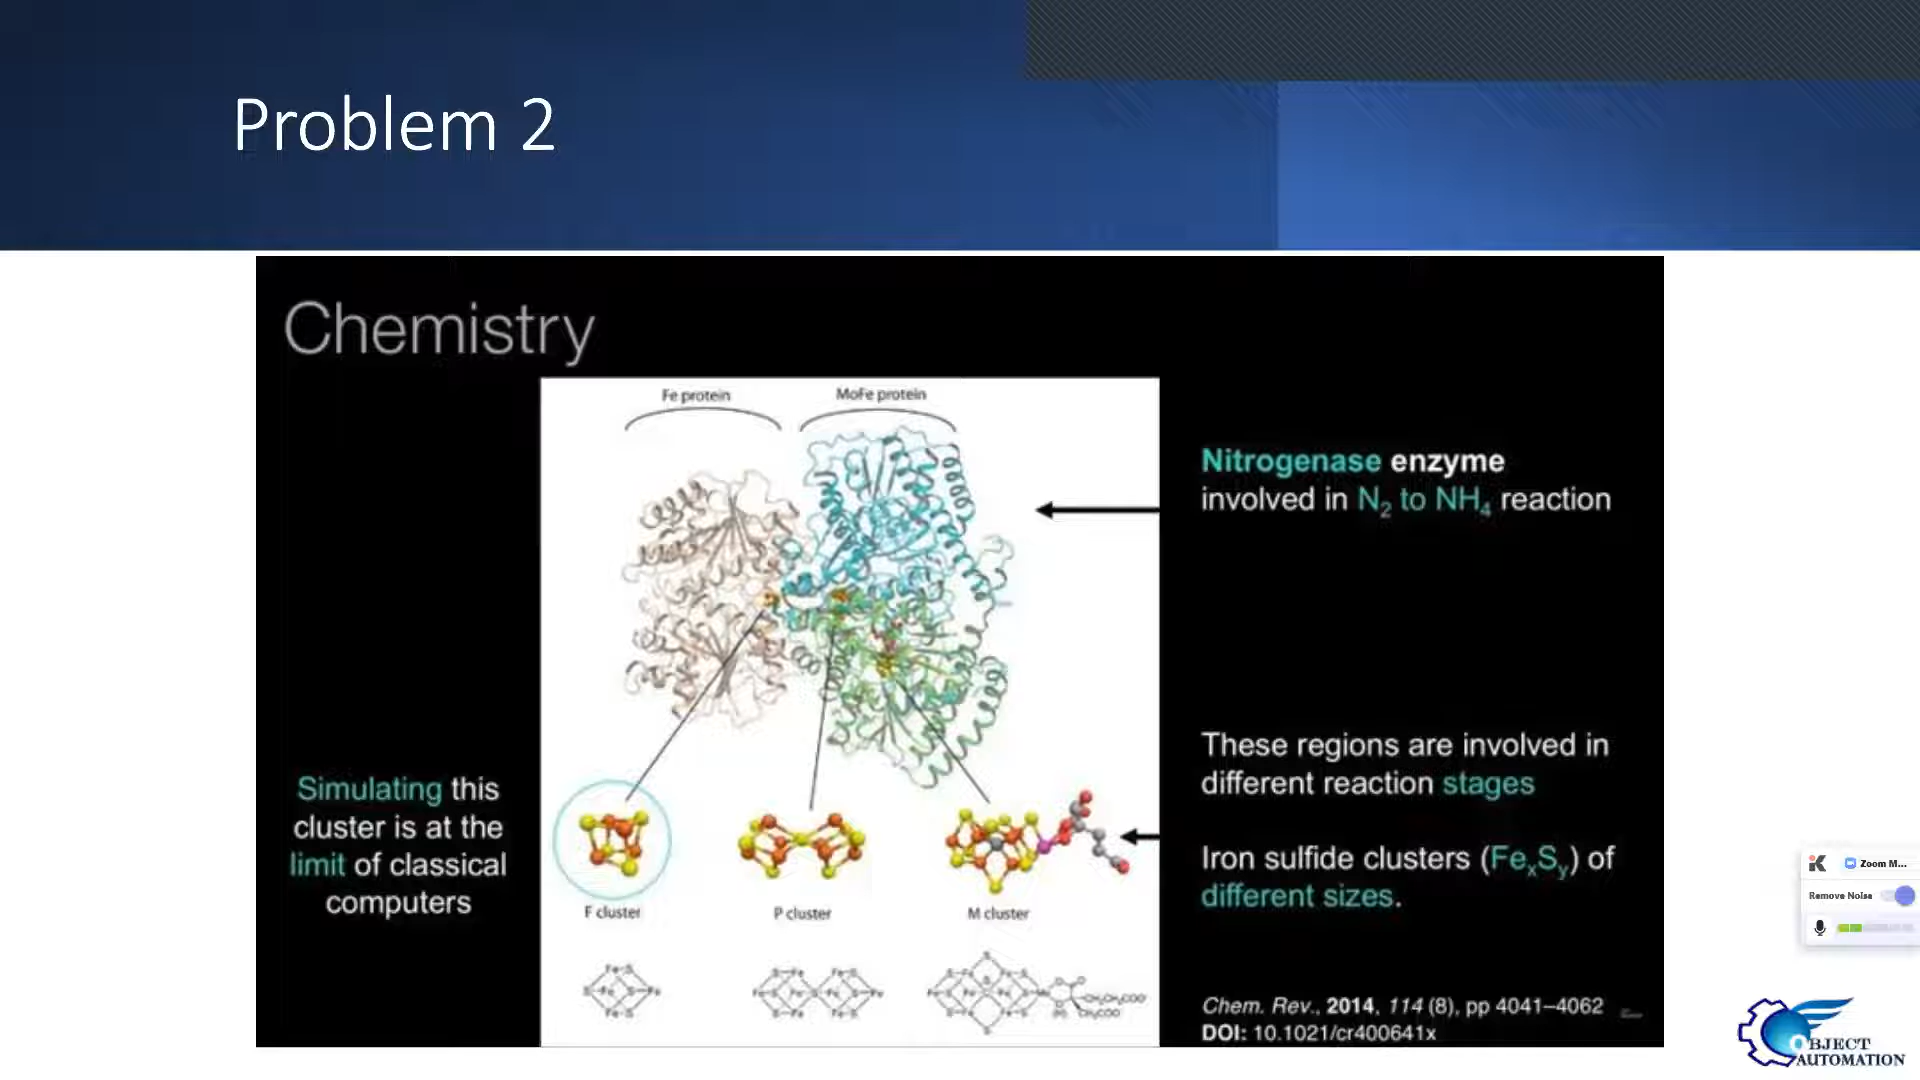 Problem 2
Chemistry
Fe protein
MoFe protein
Nitrogenase enzyme
involved in N2 to NH4 reaction
These regions are involved in
different reaction stages
Simulating this
cluster is at the
limit of classical
computers
Iron sulfide clusters (FexSy) of
different sizes.
F cluster
P cluster
M cluster
Chem. Rev., 2014, 114 (8), pp 4041–4062
DOI: 10.1021/cr400641x
Zoom M...
Remove Noise
OBJECT
AUTOMATION